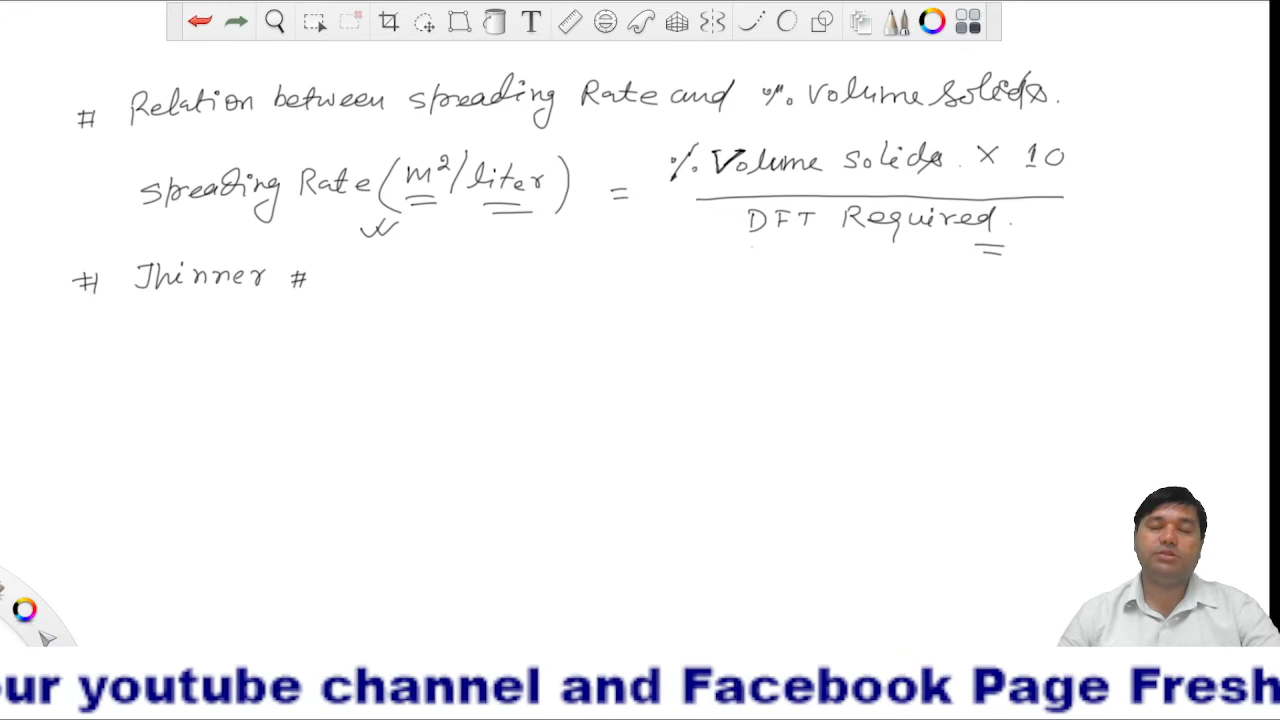 # Relation between spreading Rate and % volume solids.
spreading Rate (m²/liter) = % Volume solids. × 10
DFT Required.
# Thinner #
our youtube channel and Facebook Page Fresh